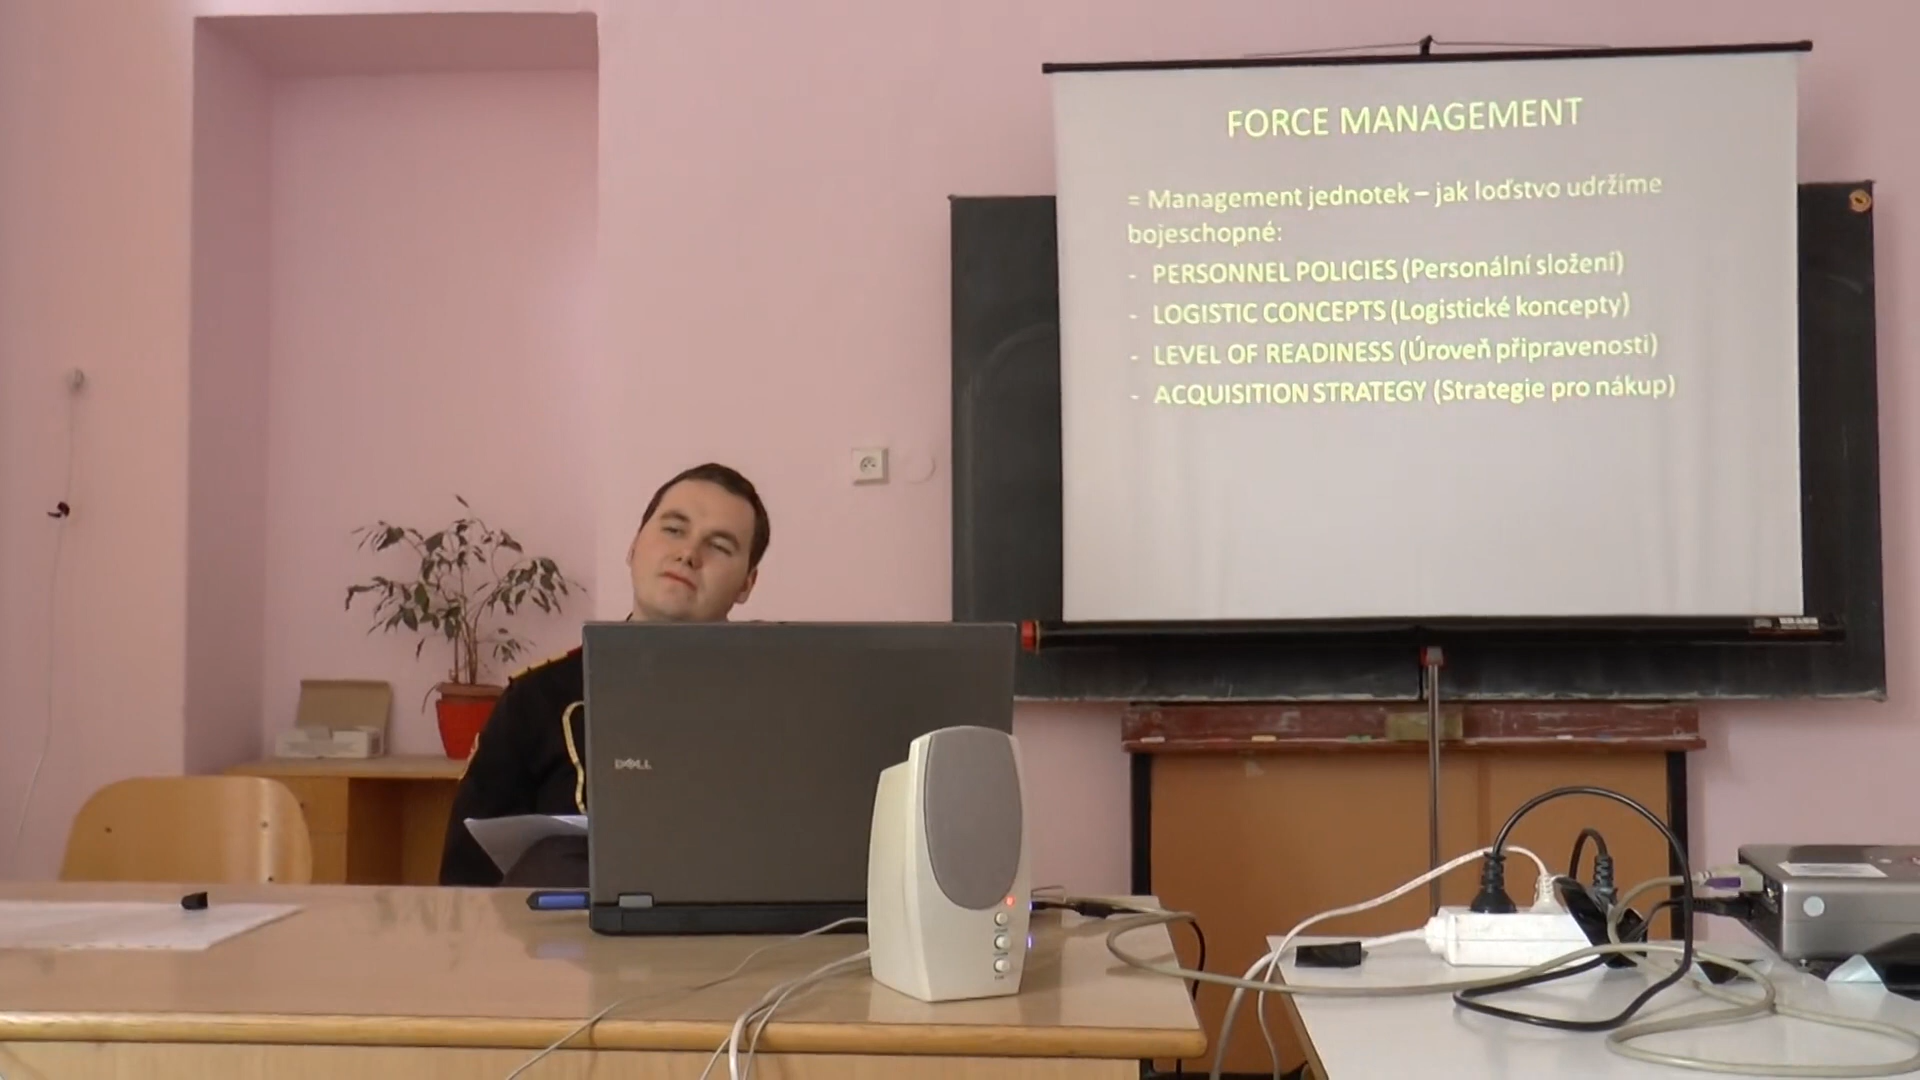 FORCE MANAGEMENT
= Management jednotek – jak loďstvo udržíme
bojeschopné:
- PERSONNEL POLICIES (Personální složení)
- LOGISTIC CONCEPTS (Logistické koncepty)
- LEVEL OF READINESS (Úroveň připravenosti)
- ACQUISITION STRATEGY (Strategie pro nákup)
DELL